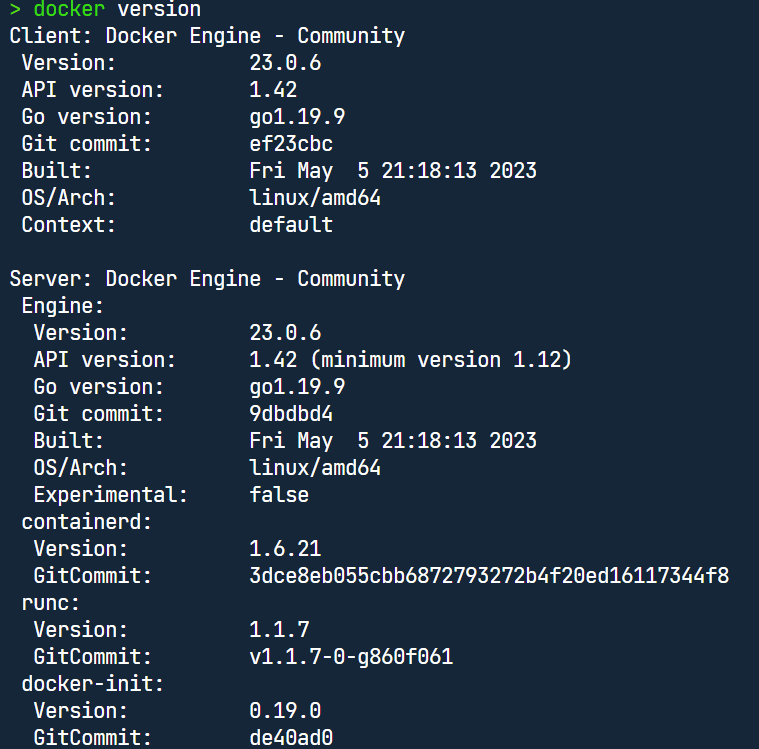 > docker version
Client: Docker Engine - Community
 Version:           23.0.6
 API version:       1.42
 Go version:        go1.19.9
 Git commit:        ef23cbc
 Built:             Fri May  5 21:18:13 2023
 OS/Arch:           linux/amd64
 Context:           default

Server: Docker Engine - Community
 Engine:
  Version:          23.0.6
  API version:      1.42 (minimum version 1.12)
  Go version:       go1.19.9
  Git commit:       9dbdbd4
  Built:            Fri May  5 21:18:13 2023
  OS/Arch:          linux/amd64
  Experimental:     false
 containerd:
  Version:          1.6.21
  GitCommit:        3dce8eb055cbb6872793272b4f20ed16117344f8
 runc:
  Version:          1.1.7
  GitCommit:        v1.1.7-0-g860f061
 docker-init:
  Version:          0.19.0
  GitCommit:        de40ad0